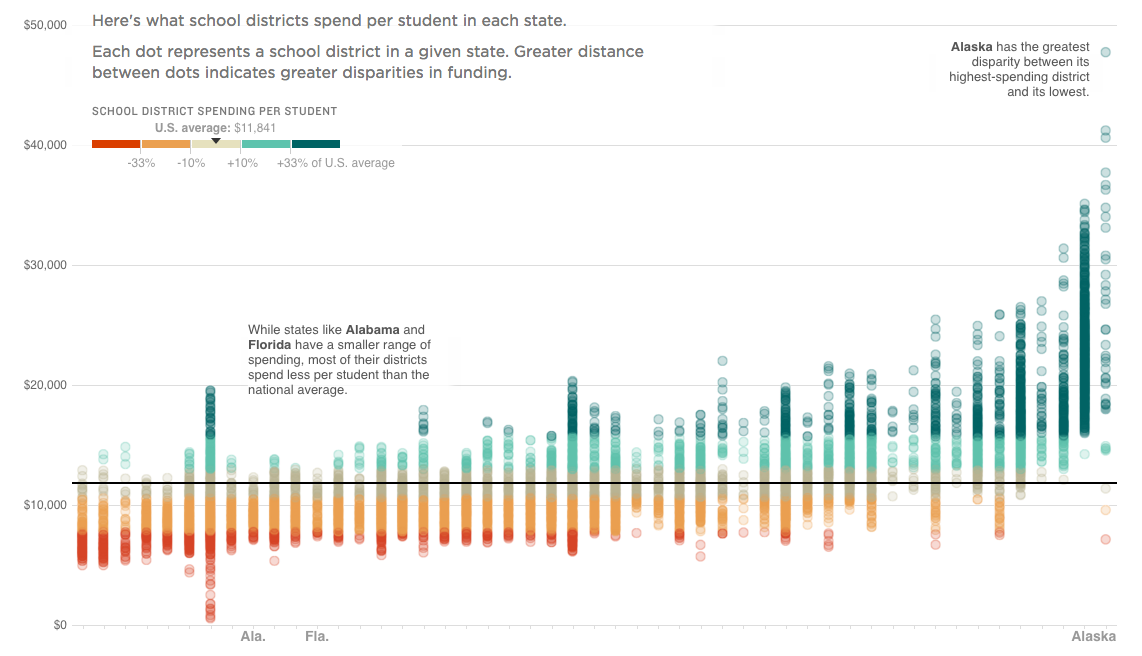 $50,000
Here's what school districts spend per student in each state.
Each dot represents a school district in a given state. Greater distance
between dots indicates greater disparities in funding.
Alaska has the greatest
disparity between its
highest-spending district
and its lowest.
SCHOOL DISTRICT SPENDING PER STUDENT
U.S. average: $11,841
$40,000
-33%
-10%
+10%
+33% of U.S. average
$30,000
While states like Alabama and
Florida have a smaller range of
spending, most of their districts
spend less per student than the
national average.
$20,000
$10,000
$0
Ala.
Fla.
Alaska